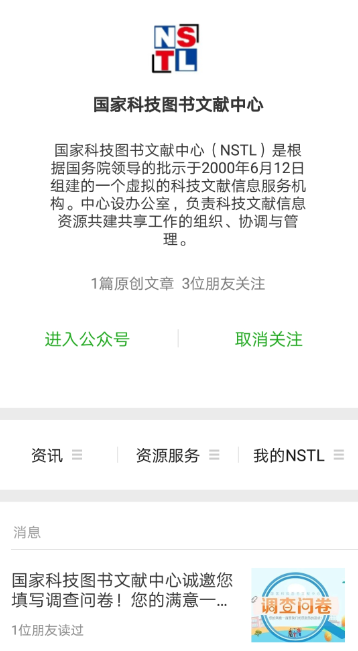 NSTL
国家科技图书文献中心
国家科技图书文献中心（NSTL）是根
据国务院领导的批示于2000年6月12日
组建的一个虚拟的科技文献信息服务机
构。中心设办公室，负责科技文献信息
资源共建共享工作的组织、协调与管
理。
1篇原创文章 3位朋友关注
进入公众号 取消关注
资讯 资源服务 我的NSTL
消息
国家科技图书文献中心诚邀您
填写调查问卷！您的满意一...
调查问卷
1位朋友读过